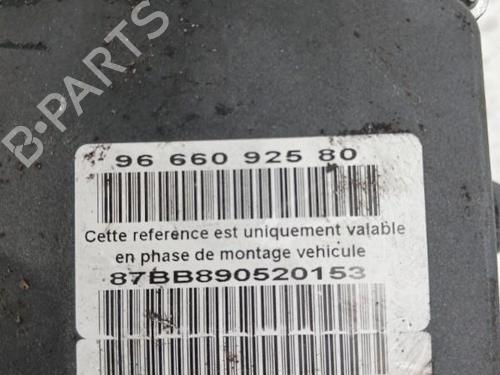 B-PARTS
96 660 925 80
Cette reference est uniquement valable
en phase de montage vehicule
87BB890520153